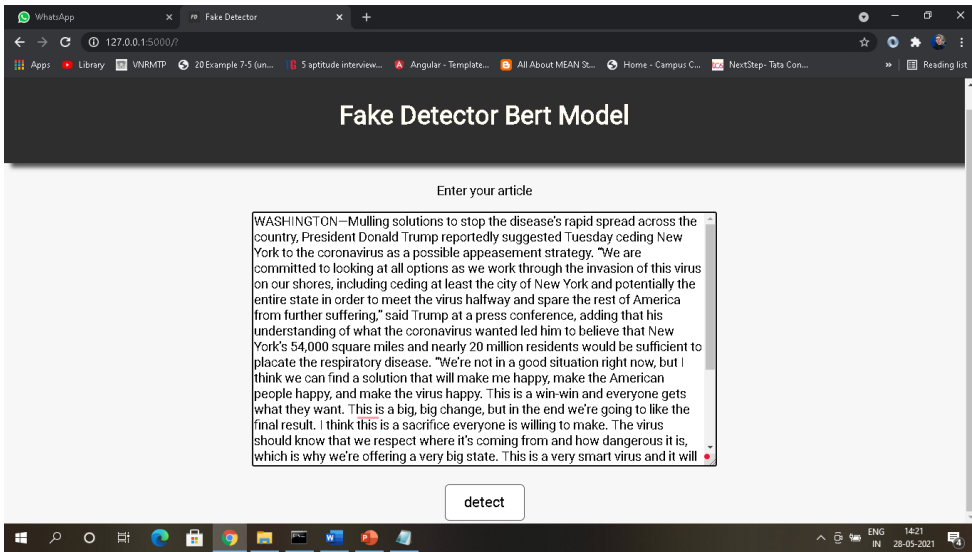 WhatsApp
FD Fake Detector
127.0.0.1:5000/?
Apps Library VNRMTP 20 Example 7-5 (un... 5 aptitude interview... Angular - Template... All About MEAN St... Home - Campus C... NextStep- Tata Con... » Reading list
Fake Detector Bert Model
Enter your article
WASHINGTON—Mulling solutions to stop the disease's rapid spread across the
country, President Donald Trump reportedly suggested Tuesday ceding New
York to the coronavirus as a possible appeasement strategy. “We are
committed to looking at all options as we work through the invasion of this virus
on our shores, including ceding at least the city of New York and potentially the
entire state in order to meet the virus halfway and spare the rest of America
from further suffering,” said Trump at a press conference, adding that his
understanding of what the coronavirus wanted led him to believe that New
York's 54,000 square miles and nearly 20 million residents would be sufficient to
placate the respiratory disease. “We're not in a good situation right now, but I
think we can find a solution that will make me happy, make the American
people happy, and make the virus happy. This is a win-win and everyone gets
what they want. This is a big, big change, but in the end we're going to like the
final result. I think this is a sacrifice everyone is willing to make. The virus
should know that we respect where it's coming from and how dangerous it is,
which is why we're offering a very big state. This is a very smart virus and it will
detect
ENG 14:21
IN 28-05-2021
4